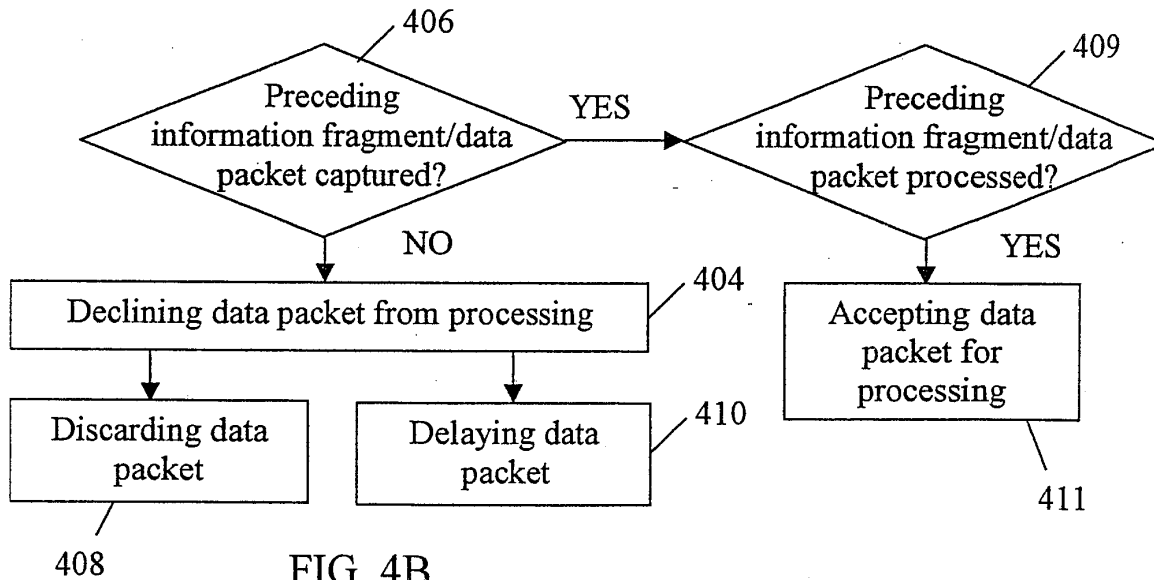 406
409
Preceding
information fragment/data
packet captured?
YES
Preceding
information fragment/data
packet processed?
NO
YES
404
Declining data packet from processing
Accepting data
packet for
processing
Discarding data
packet
Delaying data
packet
410
411
408
FIG. 4B